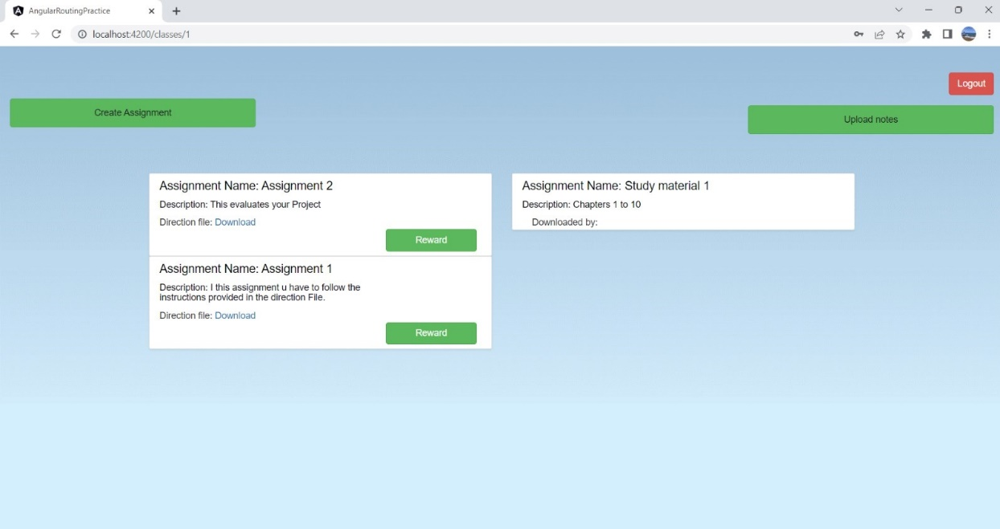 AngularRoutingPractice
localhost:4200/classes/1
Logout
Create Assignment
Upload notes
Assignment Name: Assignment 2
Description: This evaluates your Project
Direction file: Download
Reward
Assignment Name: Assignment 1
Description: I this assignment u have to follow the
instructions provided in the direction File.
Direction file: Download
Reward
Assignment Name: Study material 1
Description: Chapters 1 to 10
Downloaded by: